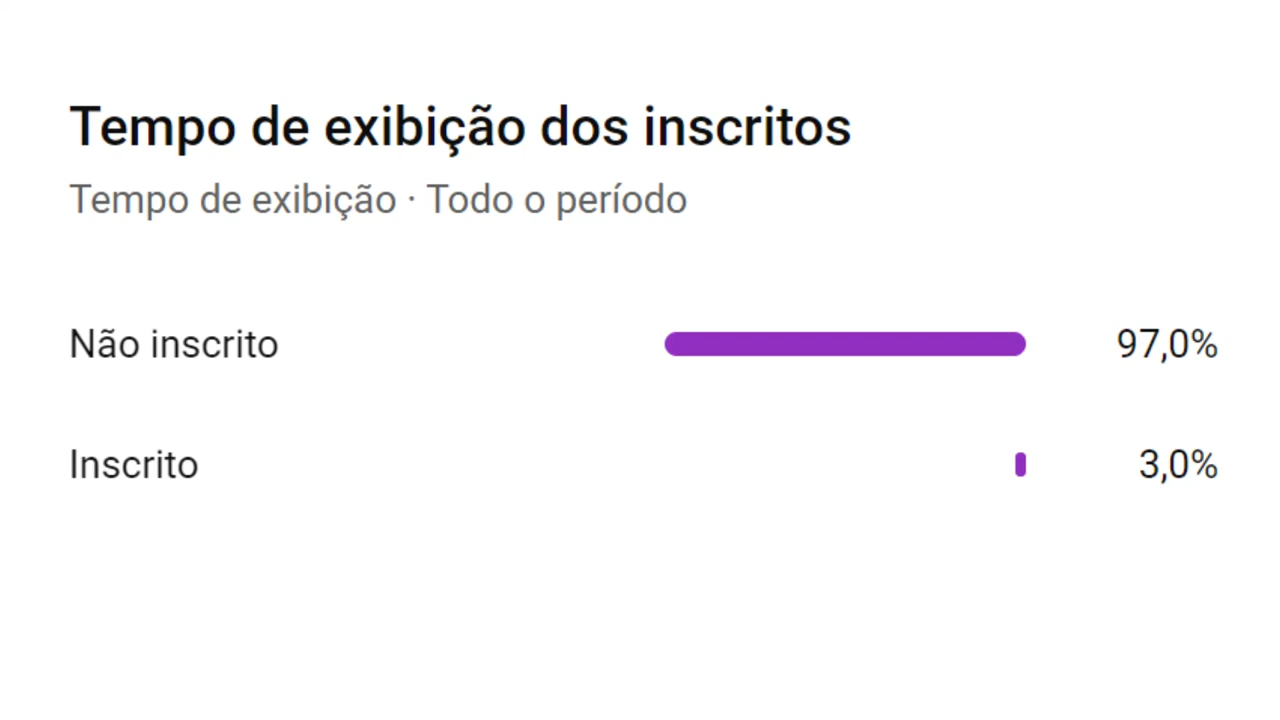 Tempo de exibição dos inscritos
Tempo de exibição · Todo o período
Não inscrito 97,0%
Inscrito 3,0%